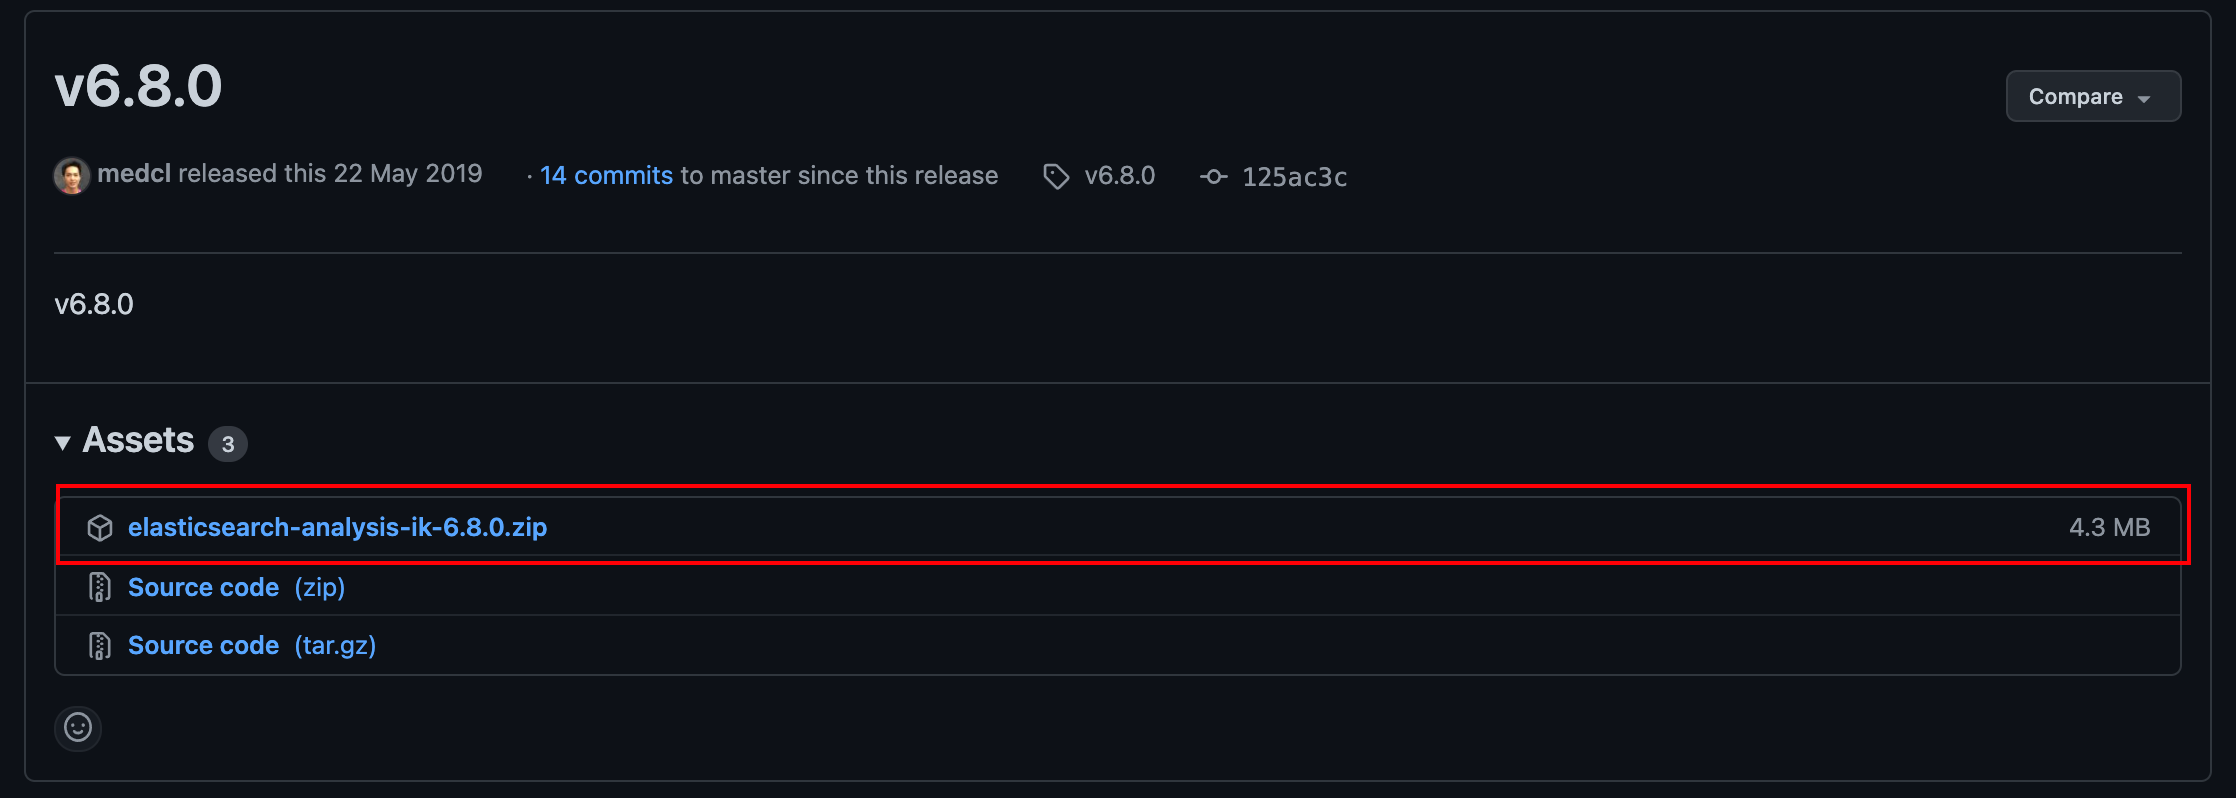 v6.8.0
Compare
medcl released this 22 May 2019 · 14 commits to master since this release v6.8.0 125ac3c
v6.8.0
Assets 3
elasticsearch-analysis-ik-6.8.0.zip 4.3 MB
Source code (zip)
Source code (tar.gz)